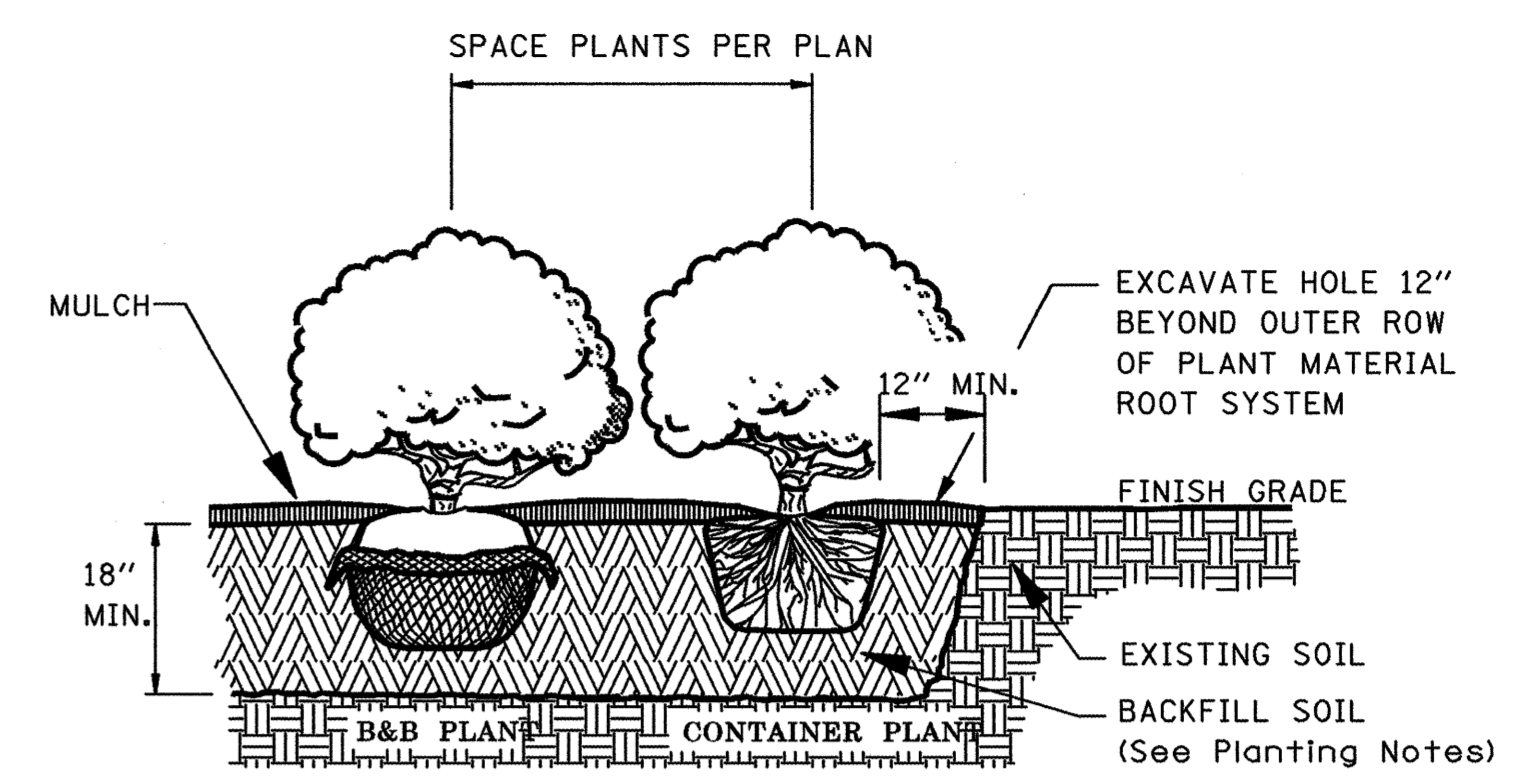 SPACE PLANTS PER PLAN
MULCH
EXCAVATE HOLE 12"
BEYOND OUTER ROW
OF PLANT MATERIAL
ROOT SYSTEM
12" MIN.
FINISH GRADE
18"
MIN.
EXISTING SOIL
B&B PLANT
CONTAINER PLANT
BACKFILL SOIL
(See Planting Notes)